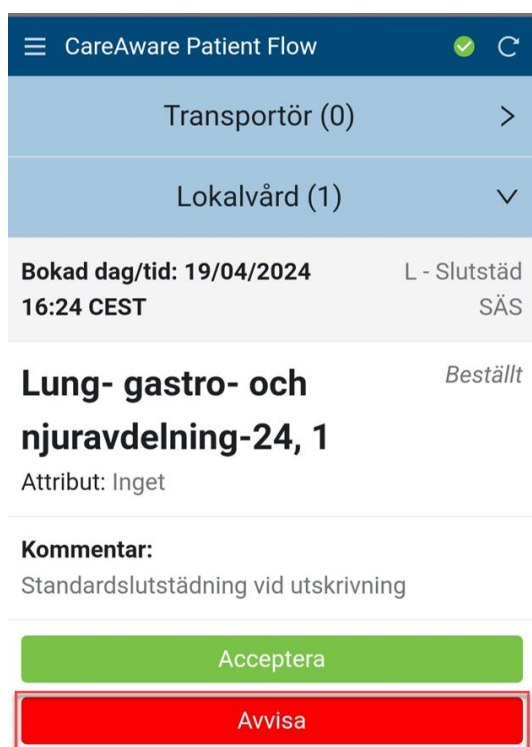 CareAware Patient Flow
Transportör (0)
Lokalvård (1)
Bokad dag/tid: 19/04/2024 L - Slutstäd
16:24 CEST SÄS
Lung- gastro- och Beställt
njuravdelning-24, 1
Attribut: Inget
Kommentar:
Standardslutstädning vid utskrivning
Acceptera
Avvisa